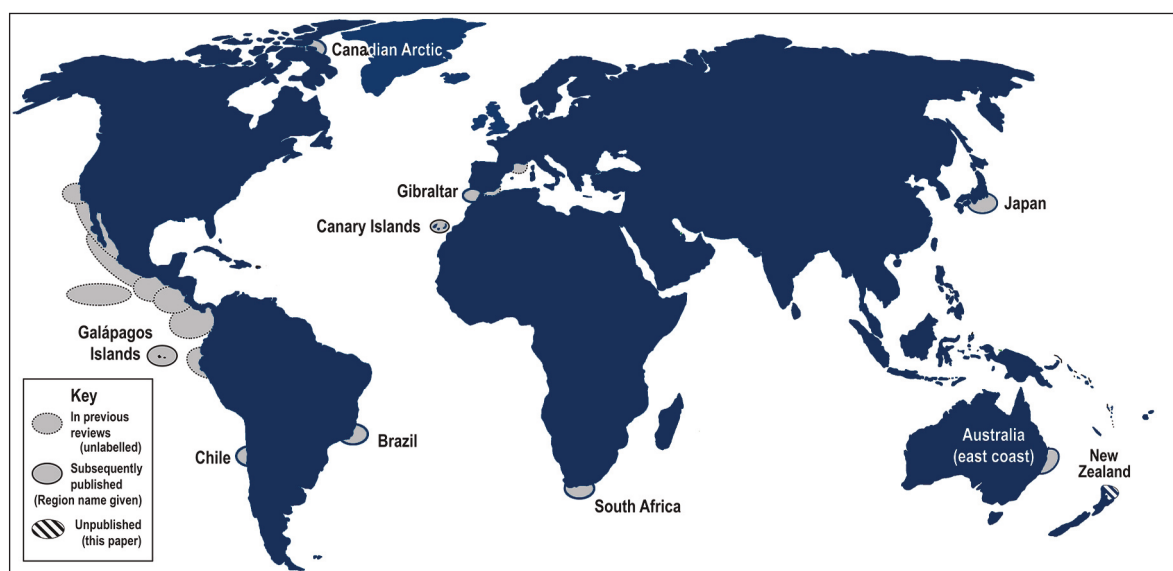 Canadian Arctic
Gibraltar
Japan
Canary Islands
Galápagos
Islands
Key
In previous
reviews
(unlabelled)
Subsequently
published
(Region name given)
Unpublished
(this paper)
Chile
Brazil
South Africa
Australia
(east coast)
New
Zealand